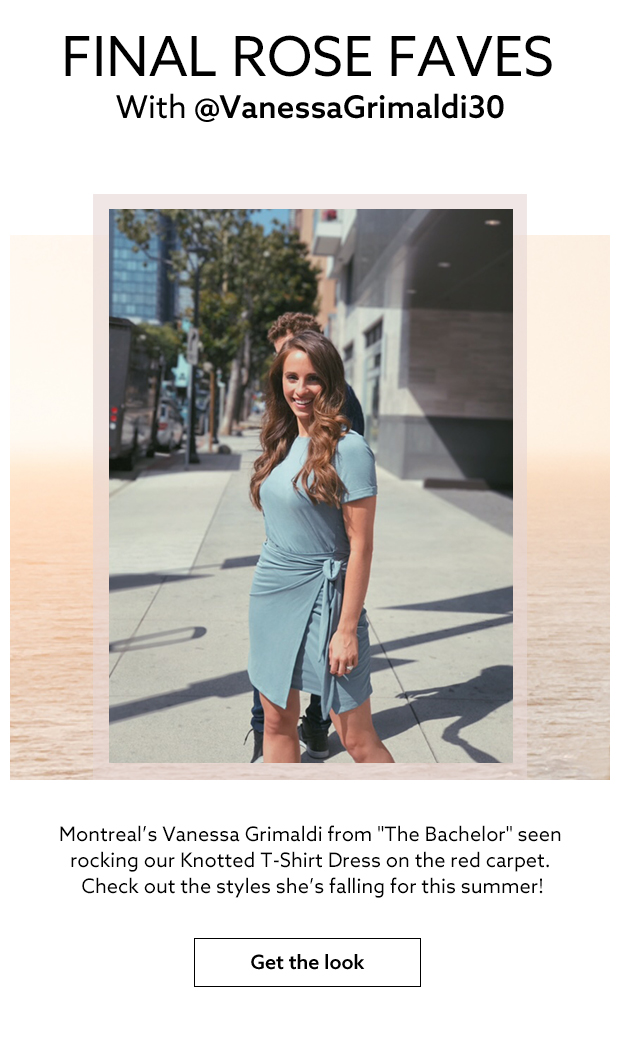 FINAL ROSE FAVES
With @VanessaGrimaldi30
Montreal’s Vanessa Grimaldi from "The Bachelor" seen
rocking our Knotted T-Shirt Dress on the red carpet.
Check out the styles she’s falling for this summer!
Get the look